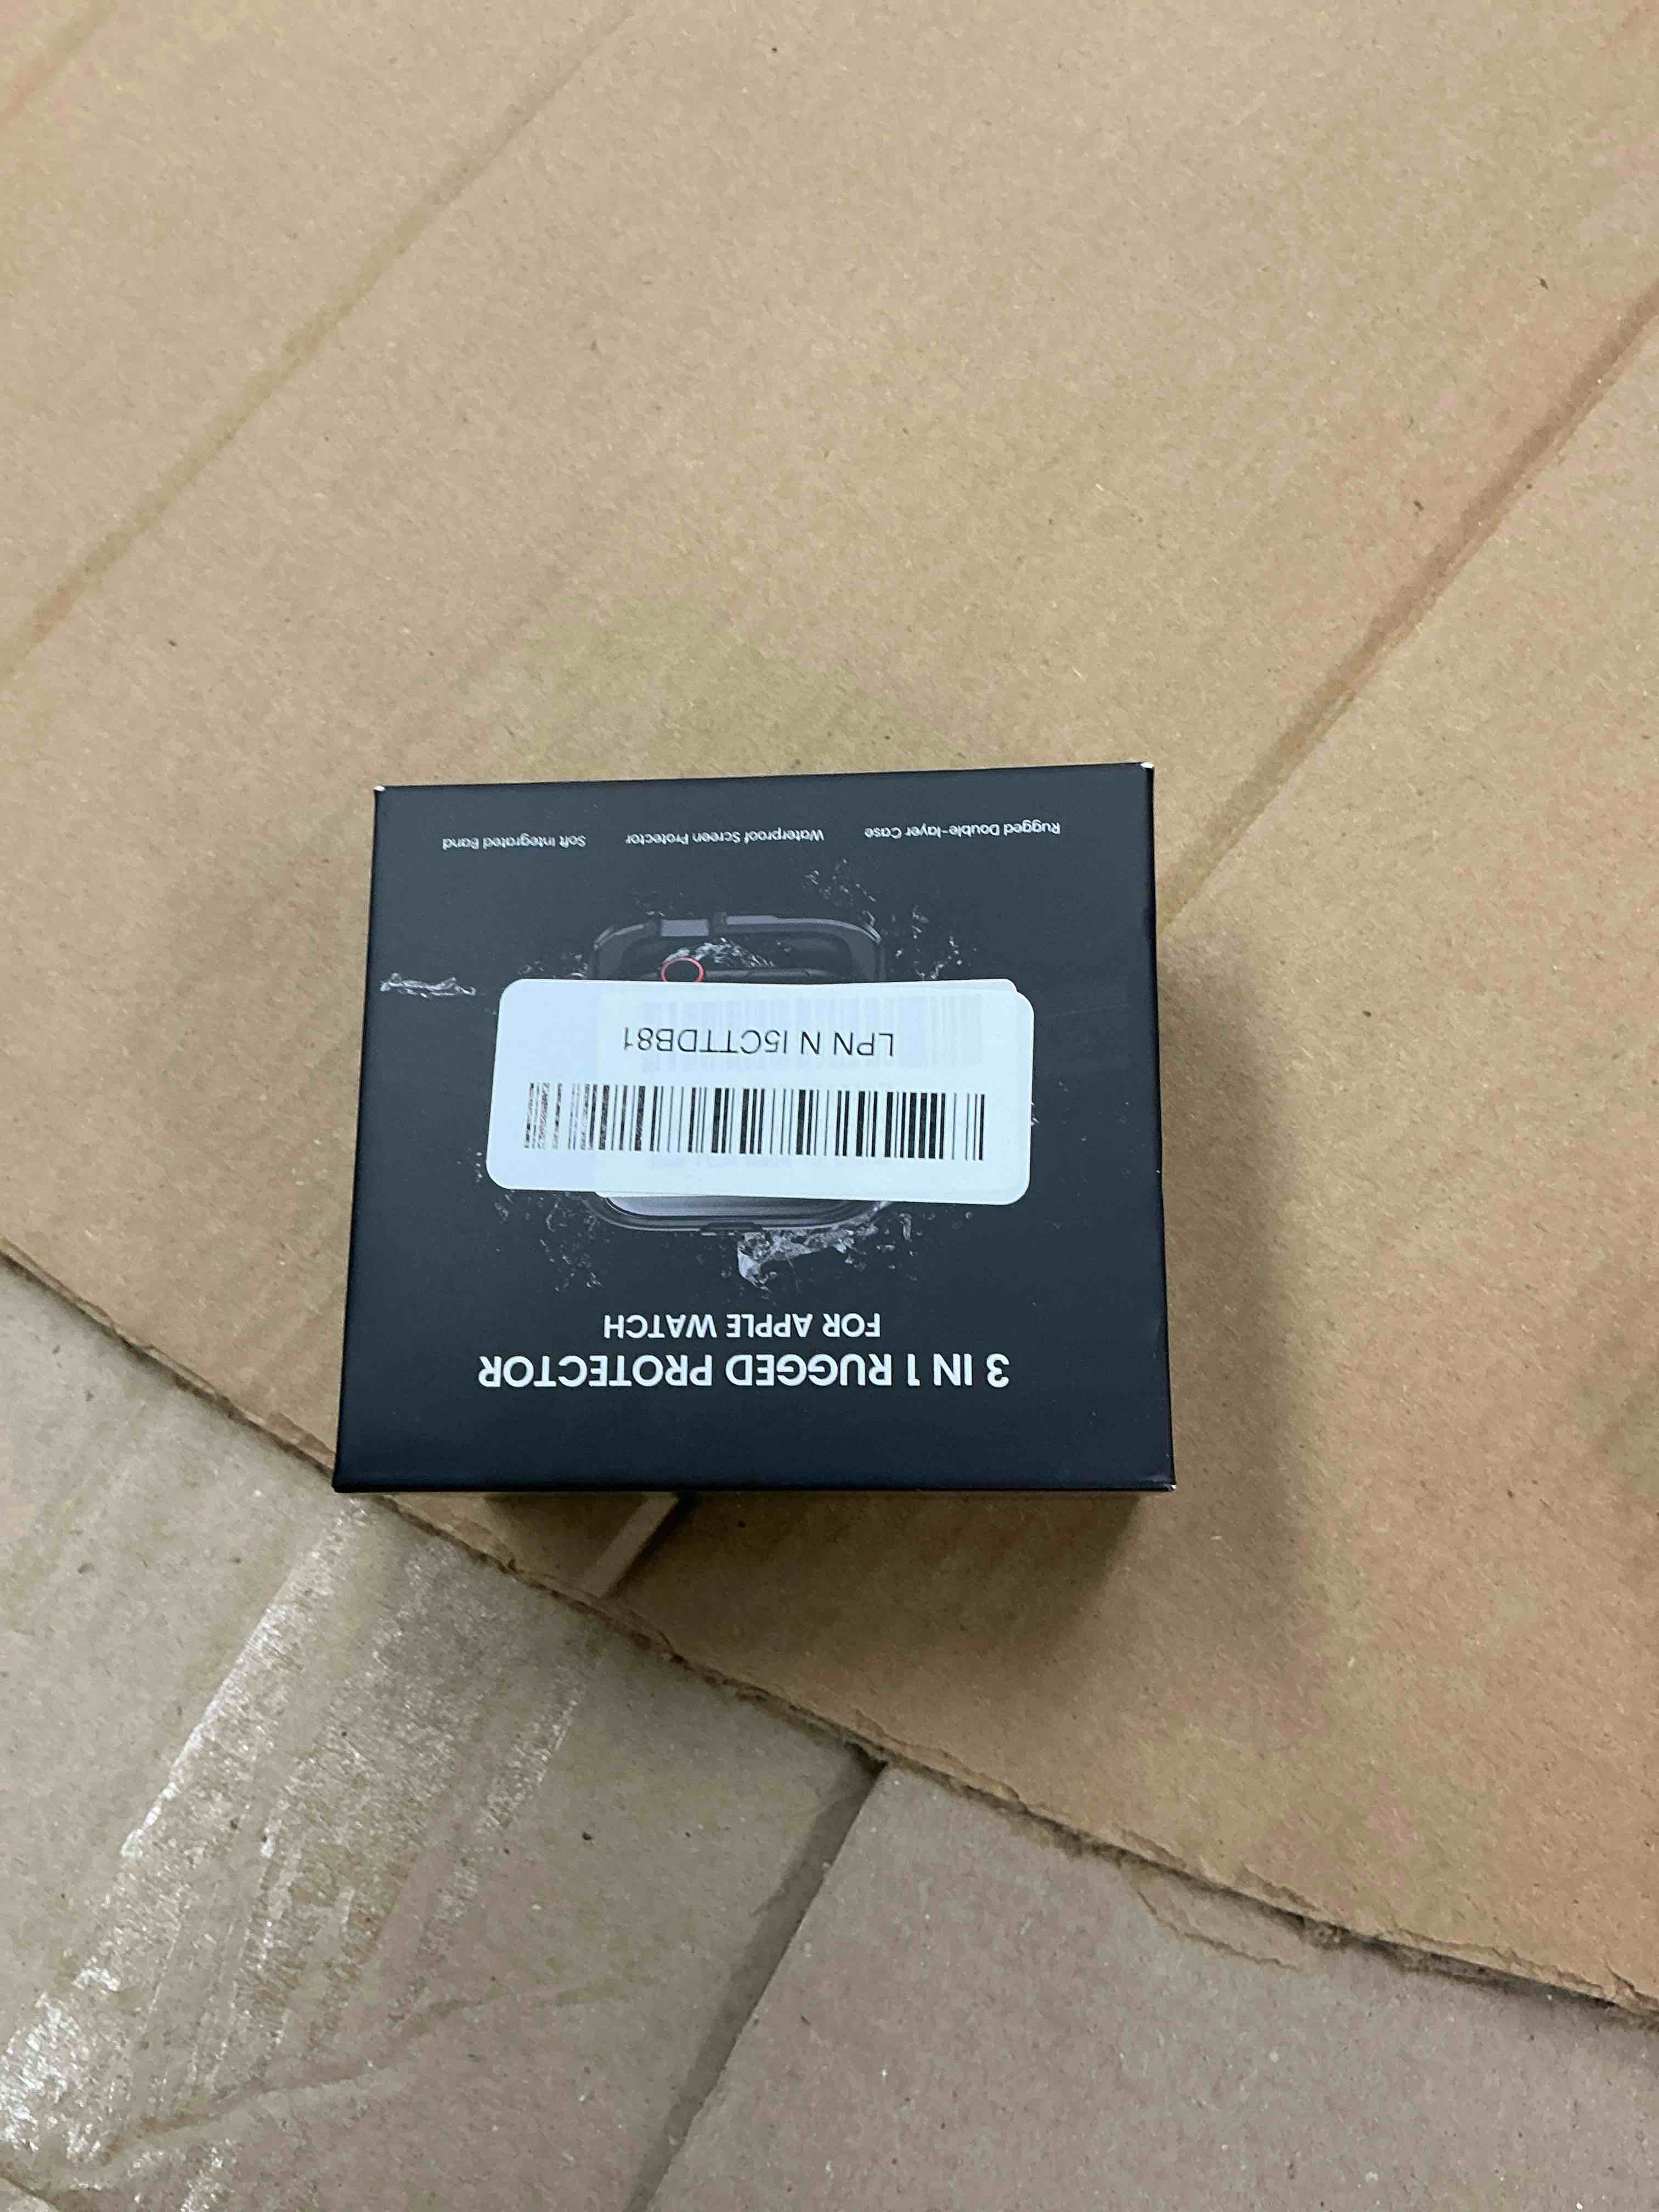 3 IN 1 RUGGED PROTECTOR
FOR APPLE WATCH
LPN N I5CTTDB81
Rugged Double-layer Case Waterproof Screen Protector Soft Integrated Band